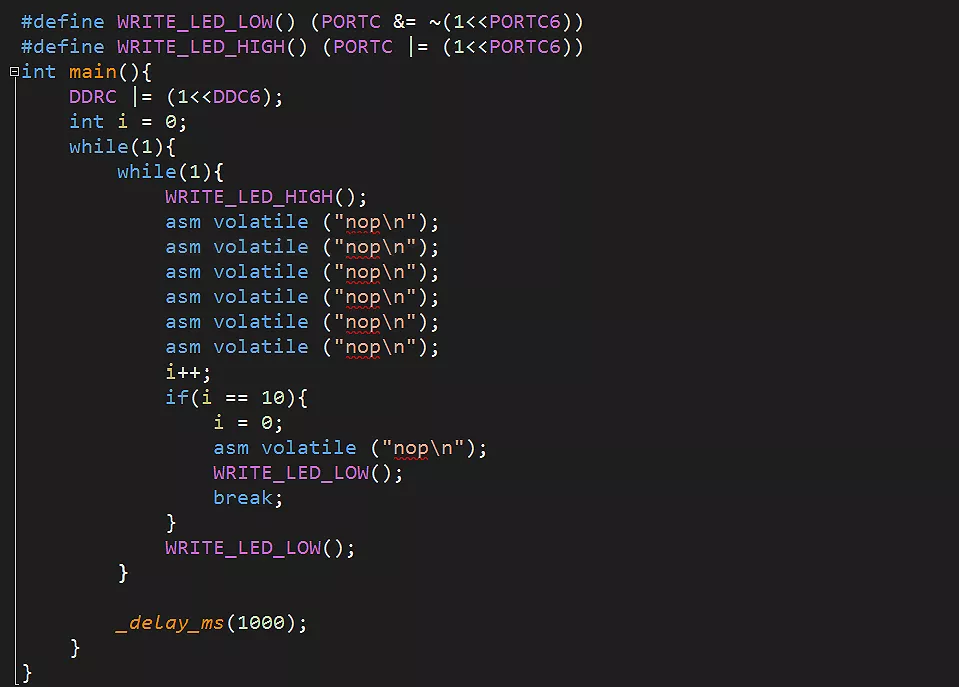 #define WRITE_LED_LOW() (PORTC &= ~(1<<PORTC6))
#define WRITE_LED_HIGH() (PORTC |= (1<<PORTC6))
int main(){
    DDRC |= (1<<DDC6);
    int i = 0;
    while(1){
        while(1){
            WRITE_LED_HIGH();
            asm volatile ("nop\n");
            asm volatile ("nop\n");
            asm volatile ("nop\n");
            asm volatile ("nop\n");
            asm volatile ("nop\n");
            asm volatile ("nop\n");
            i++;
            if(i == 10){
                i = 0;
                asm volatile ("nop\n");
                WRITE_LED_LOW();
                break;
            }
            WRITE_LED_LOW();
        }

        _delay_ms(1000);
    }
}